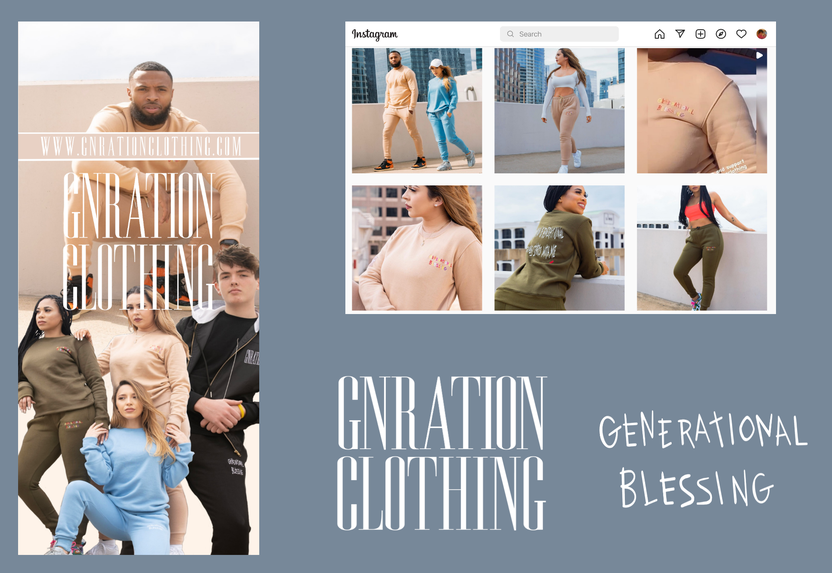 WWW.GNRATIONCLOTHING.COM
GNRATION
CLOTHING
Instagram
Search
GNRATION
CLOTHING
GENERATIONAL
BLESSING